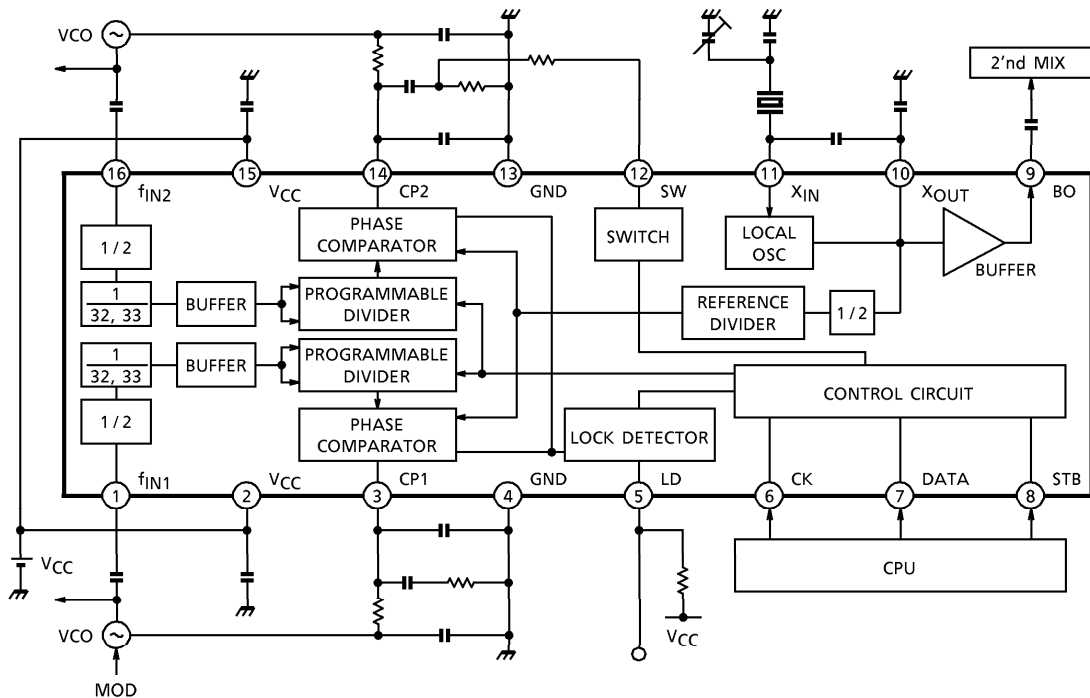 VCO
2'nd MIX
16
15
14
13
12
11
10
9
fIN2
VCC
CP2
GND
SW
XIN
XOUT
BO
PHASE
COMPARATOR
SWITCH
LOCAL
OSC
BUFFER
1/2
1
32, 33
BUFFER
PROGRAMMABLE
DIVIDER
REFERENCE
DIVIDER
1/2
1
32, 33
BUFFER
PROGRAMMABLE
DIVIDER
CONTROL CIRCUIT
1/2
PHASE
COMPARATOR
LOCK DETECTOR
fIN1
VCC
CP1
GND
LD
CK
DATA
STB
1
2
3
4
5
6
7
8
VCC
CPU
VCO
VCC
MOD